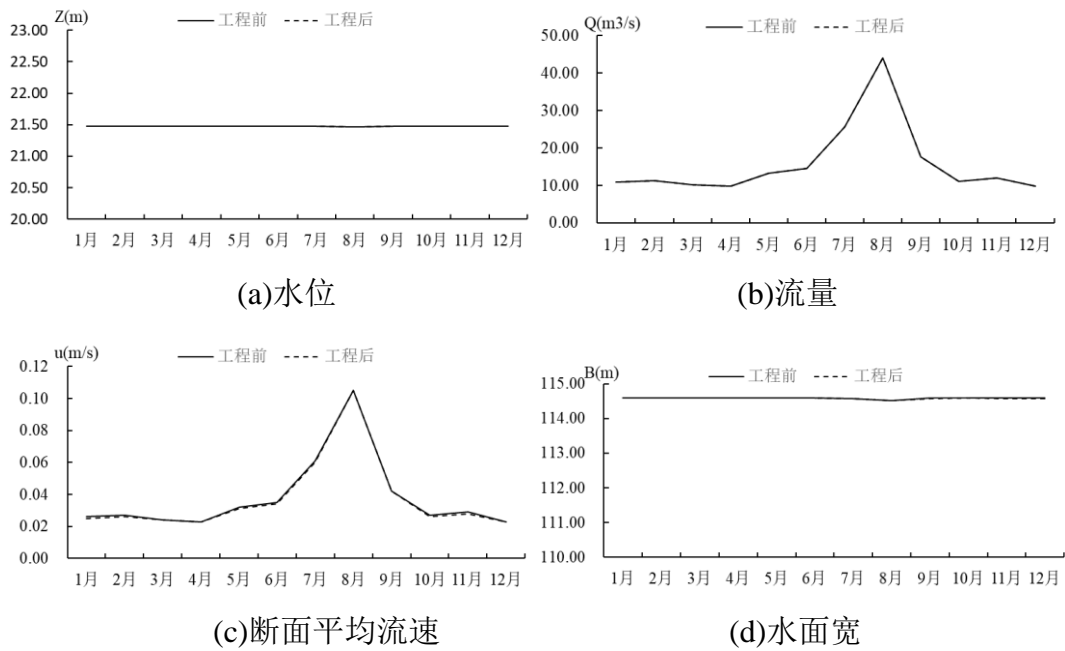 Z(m)
工程前 工程后
23.00
22.50
22.00
21.50
21.00
20.50
20.00
1月 2月 3月 4月 5月 6月 7月 8月 9月 10月 11月 12月
(a)水位
Q(m3/s)
工程前 工程后
50.00
40.00
30.00
20.00
10.00
0.00
1月 2月 3月 4月 5月 6月 7月 8月 9月 10月 11月 12月
(b)流量
u(m/s)
工程前 工程后
0.12
0.10
0.08
0.06
0.04
0.02
0.00
1月 2月 3月 4月 5月 6月 7月 8月 9月 10月 11月 12月
(c)断面平均流速
B(m)
工程前 工程后
115.00
114.00
113.00
112.00
111.00
110.00
1月 2月 3月 4月 5月 6月 7月 8月 9月 10月 11月 12月
(d)水面宽